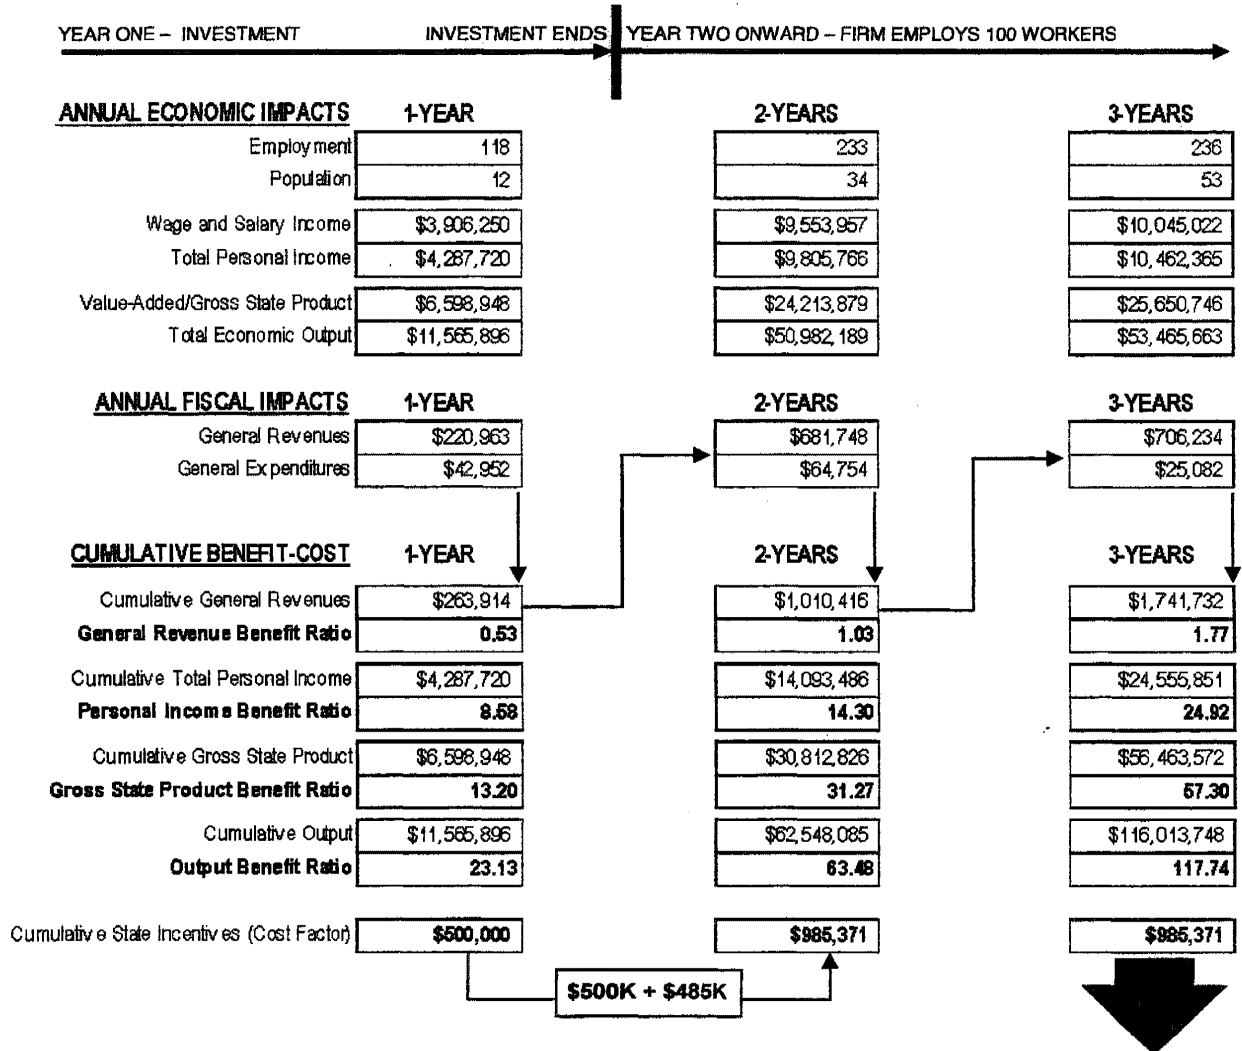 YEAR ONE – INVESTMENT INVESTMENT ENDS YEAR TWO ONWARD – FIRM EMPLOYS 100 WORKERS
ANNUAL ECONOMIC IMPACTS 1-YEAR 2-YEARS 3-YEARS
Employment 118 233 236
Population 12 34 53
Wage and Salary Income $3,906,250 $9,553,957 $10,045,022
Total Personal Income $4,287,720 $9,805,766 $10,462,365
Value-Added/Gross State Product $6,598,948 $24,213,879 $25,650,746
Total Economic Output $11,565,896 $50,982,189 $53,465,663
ANNUAL FISCAL IMPACTS 1-YEAR 2-YEARS 3-YEARS
General Revenues $220,963 $681,748 $706,234
General Expenditures $42,952 $64,754 $25,082
CUMULATIVE BENEFIT-COST 1-YEAR 2-YEARS 3-YEARS
Cumulative General Revenues $263,914 $1,010,416 $1,741,732
General Revenue Benefit Ratio 0.53 1.03 1.77
Cumulative Total Personal Income $4,287,720 $14,093,486 $24,555,851
Personal Income Benefit Ratio 8.58 14.30 24.92
Cumulative Gross State Product $6,598,948 $30,812,826 $56,463,572
Gross State Product Benefit Ratio 13.20 31.27 57.30
Cumulative Output $11,565,896 $62,548,085 $116,013,748
Output Benefit Ratio 23.13 63.48 117.74
Cumulative State Incentives (Cost Factor) $500,000 $985,371 $985,371
$500K + $485K